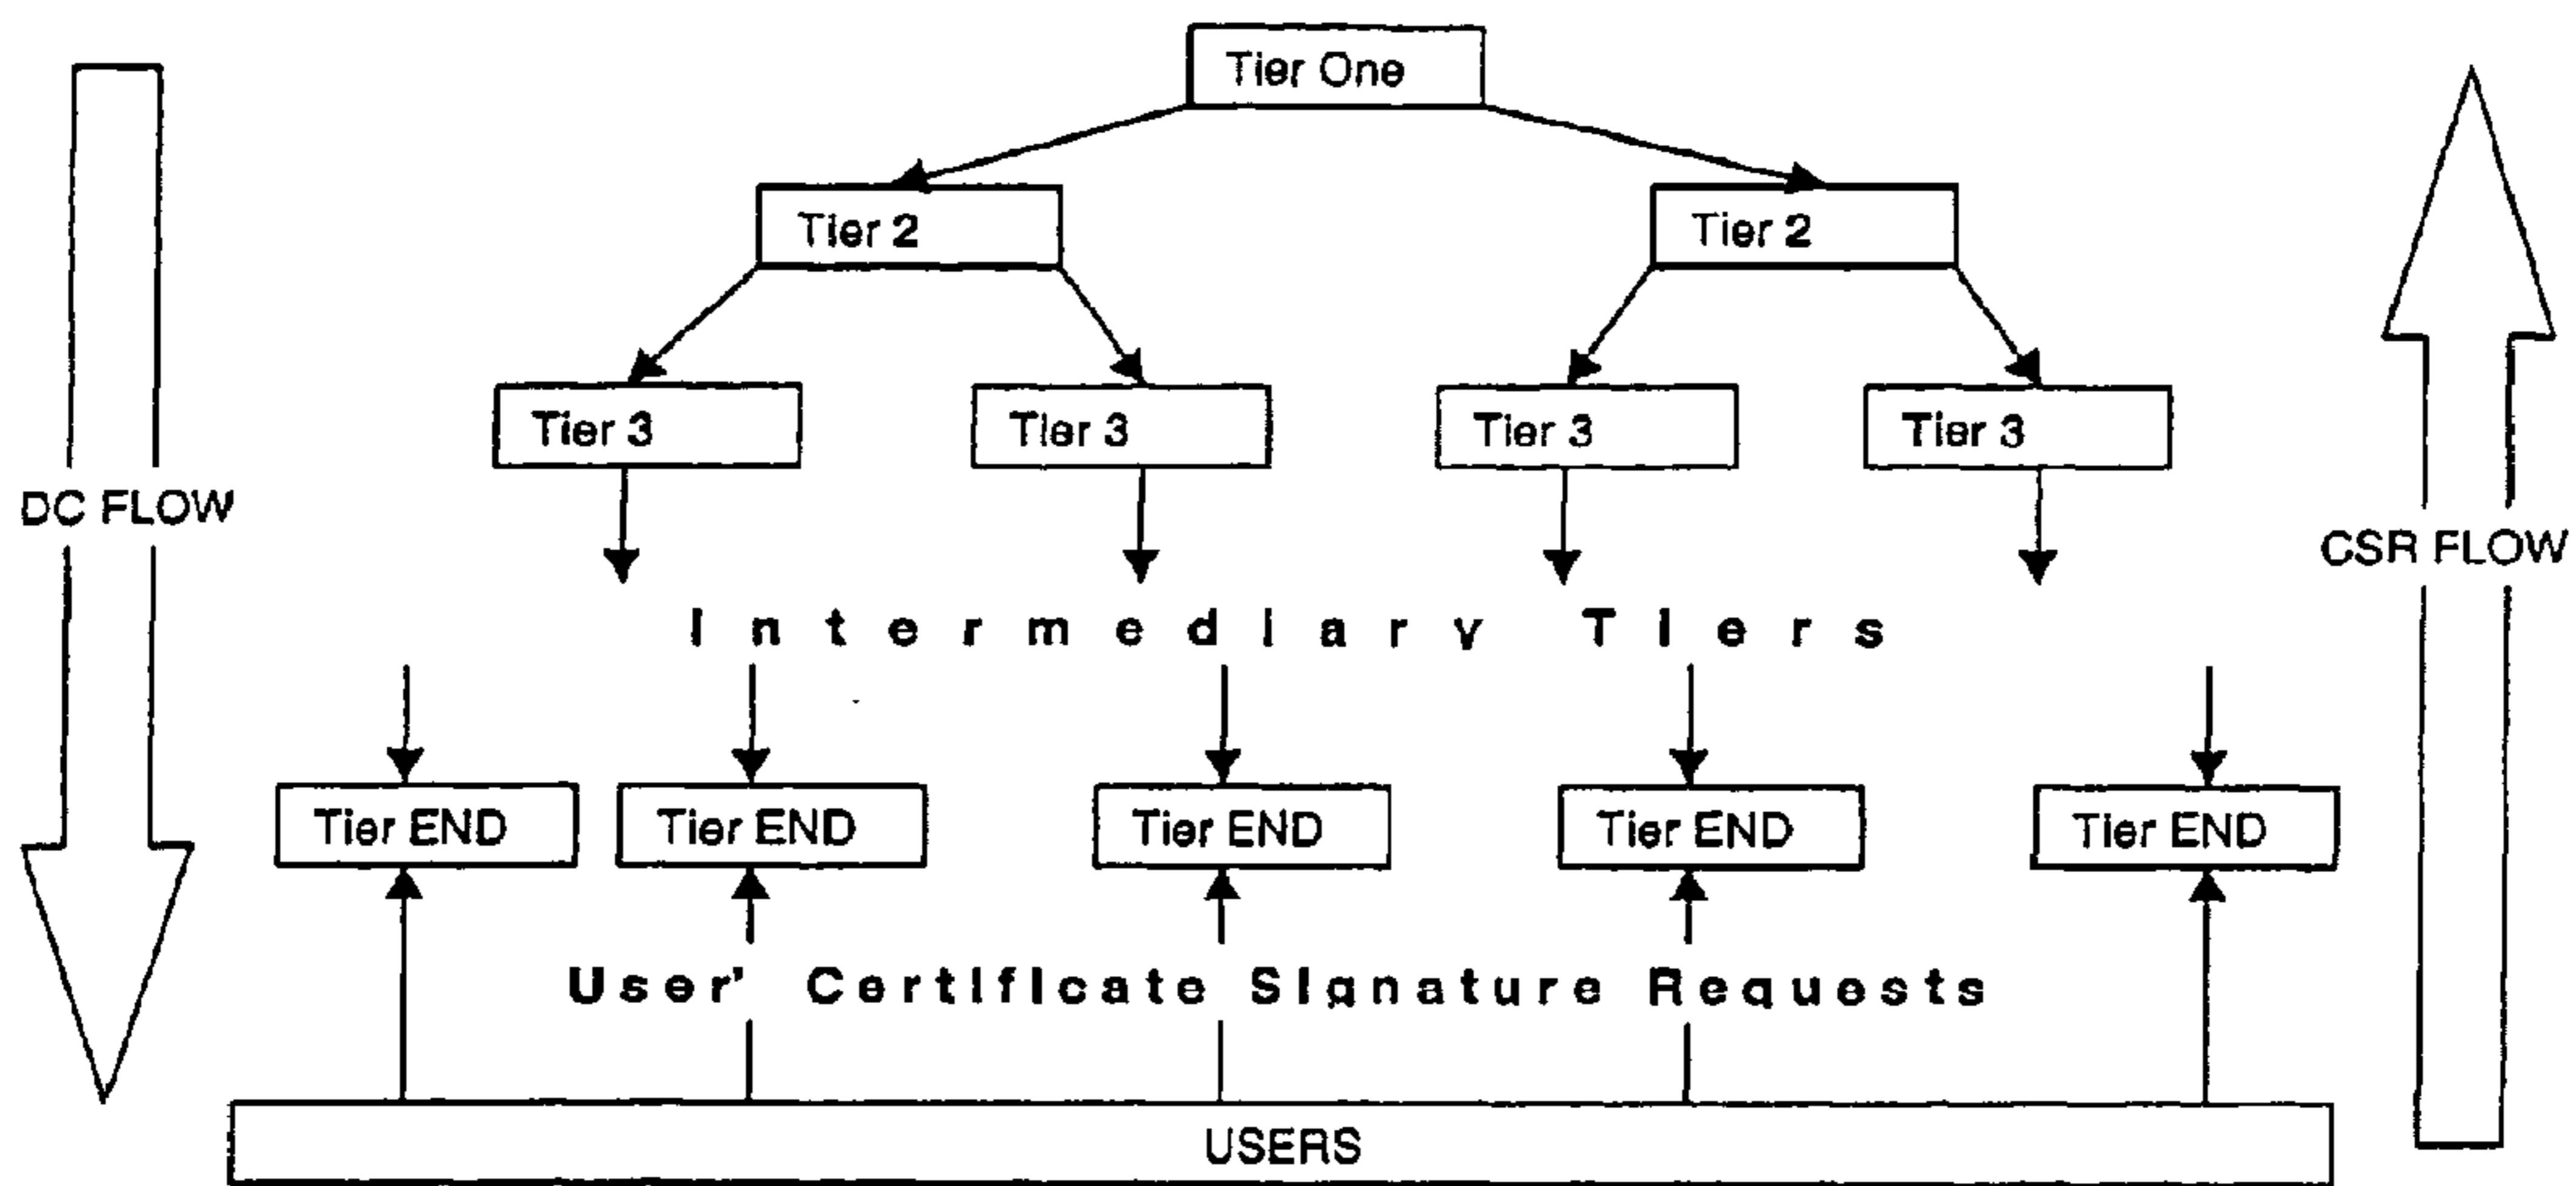 Tier One
Tier 2
Tier 2
Tier 3
Tier 3
Tier 3
Tier 3
DC FLOW
CSR FLOW
Intermediary Tiers
Tier END
Tier END
Tier END
Tier END
Tier END
User' Certificate Signature Requests
USERS